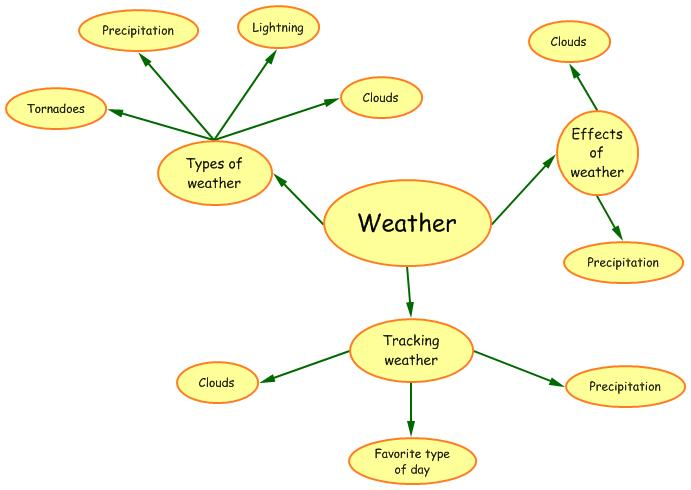 Precipitation
Lightning
Clouds
Tornadoes
Clouds
Types of
weather
Effects
of
weather
Weather
Precipitation
Tracking
weather
Clouds
Precipitation
Favorite type
of day